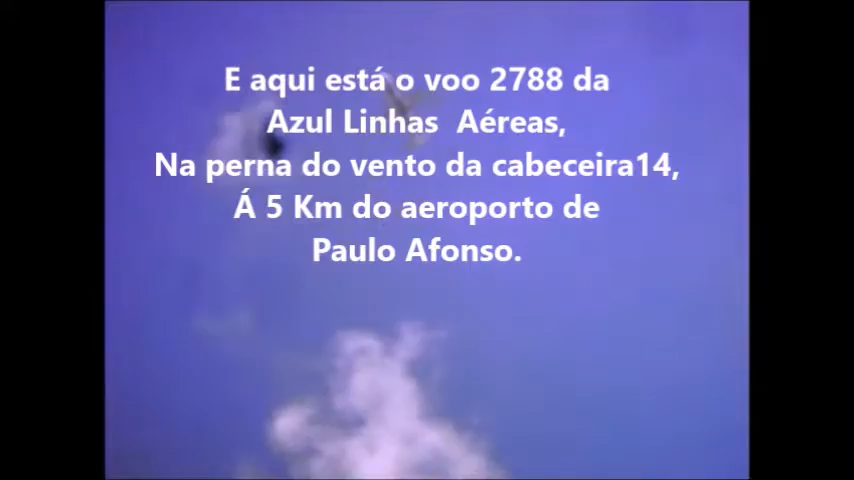 E aqui está o voo 2788 da
Azul Linhas  Aéreas,
Na perna do vento da cabeceira14,
Á 5 Km do aeroporto de
Paulo Afonso.